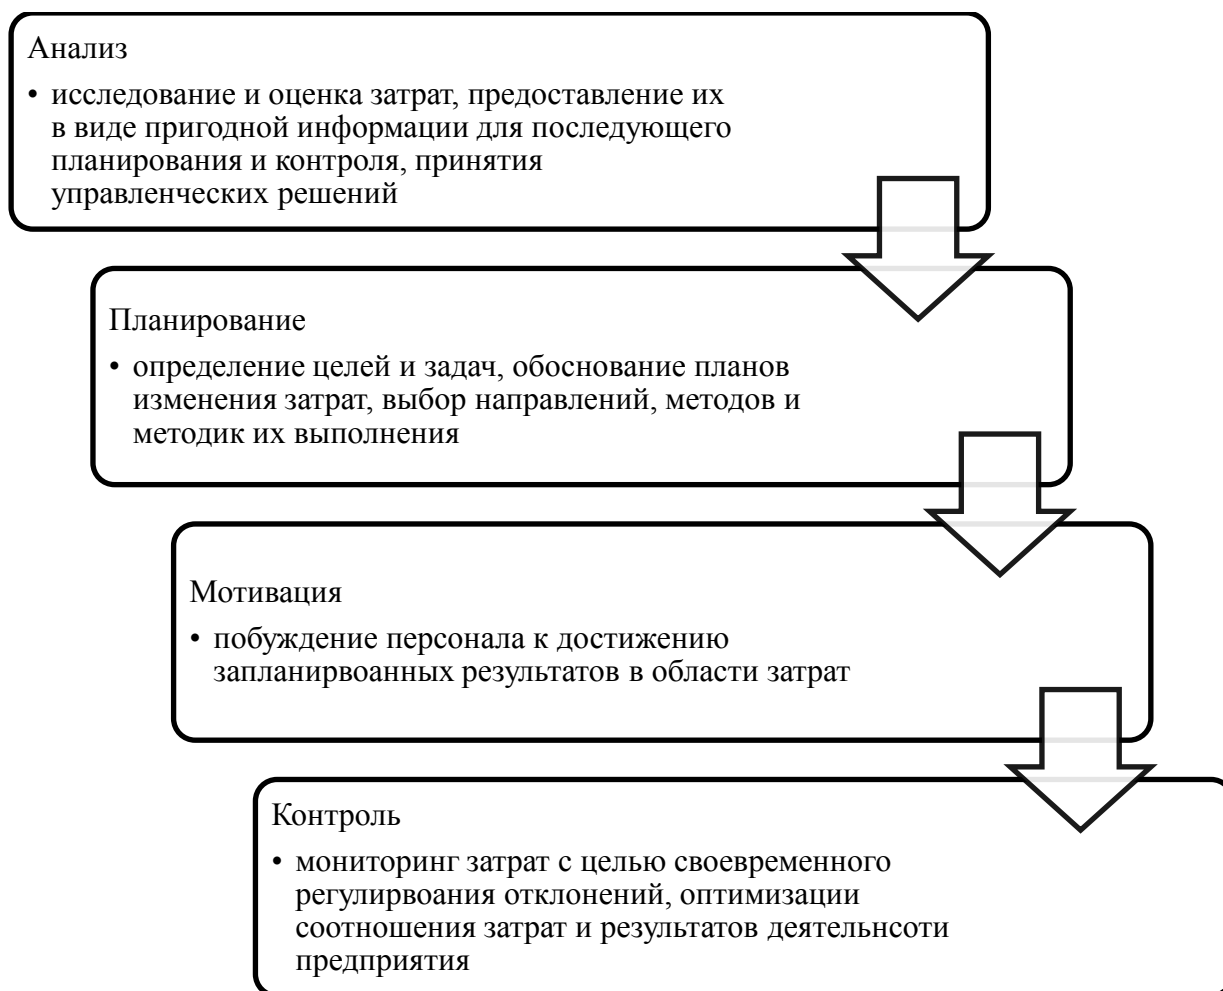 Анализ
• исследование и оценка затрат, предоставление их
в виде пригодной информации для последующего
планирования и контроля, принятия
управленческих решений
Планирование
• определение целей и задач, обоснование планов
изменения затрат, выбор направлений, методов и
методик их выполнения
Мотивация
• побуждение персонала к достижению
запланирвоанных результатов в области затрат
Контроль
• мониторинг затрат с целью своевременного
регулирвоания отклонений, оптимизации
соотношения затрат и результатов деятельнсоти
предприятия